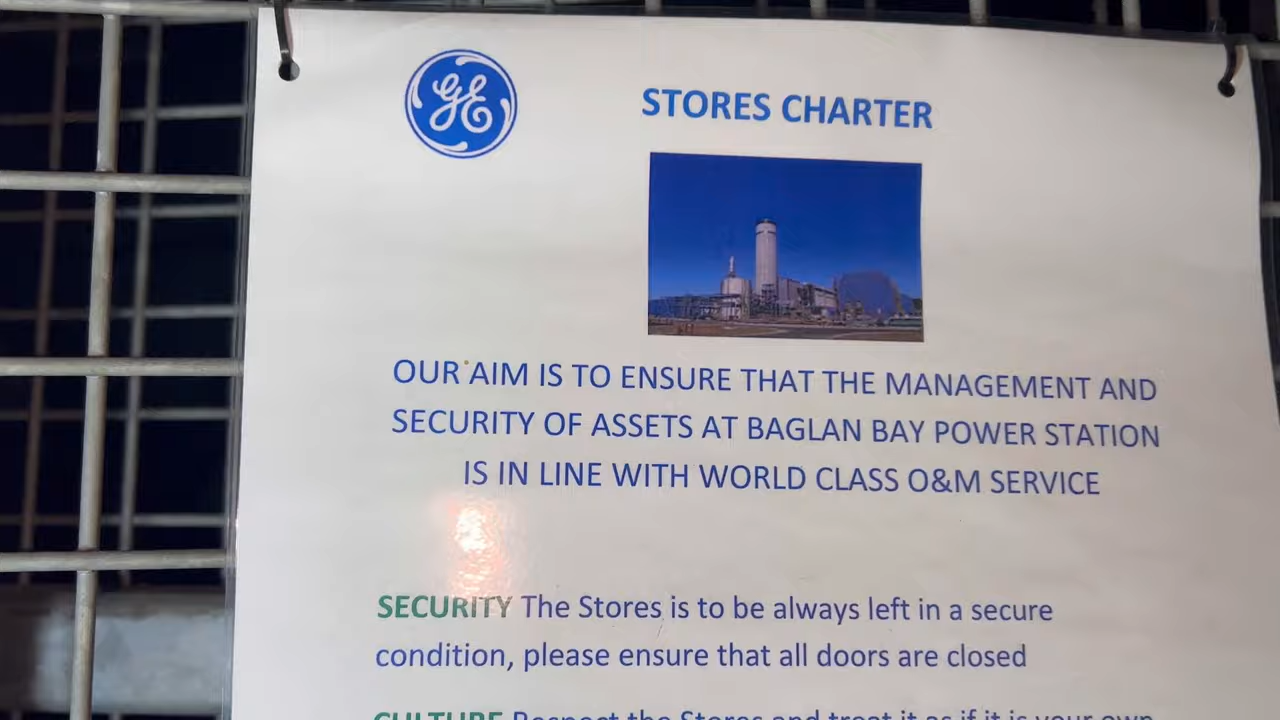 GE
STORES CHARTER
OUR AIM IS TO ENSURE THAT THE MANAGEMENT AND
SECURITY OF ASSETS AT BAGLAN BAY POWER STATION
IS IN LINE WITH WORLD CLASS O&M SERVICE
SECURITY The Stores is to be always left in a secure
condition, please ensure that all doors are closed
CULTURE Respect the Stores and treat it as if it is your own